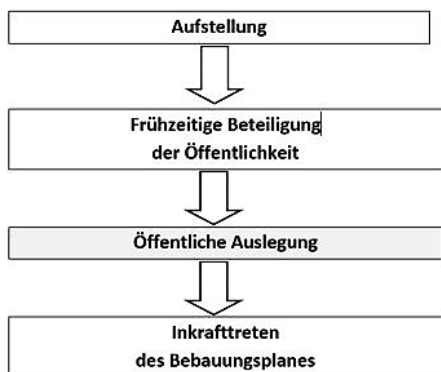 Aufstellung
Frühzeitige Beteiligung
der Öffentlichkeit
Öffentliche Auslegung
Inkrafttreten
des Bebauungsplanes